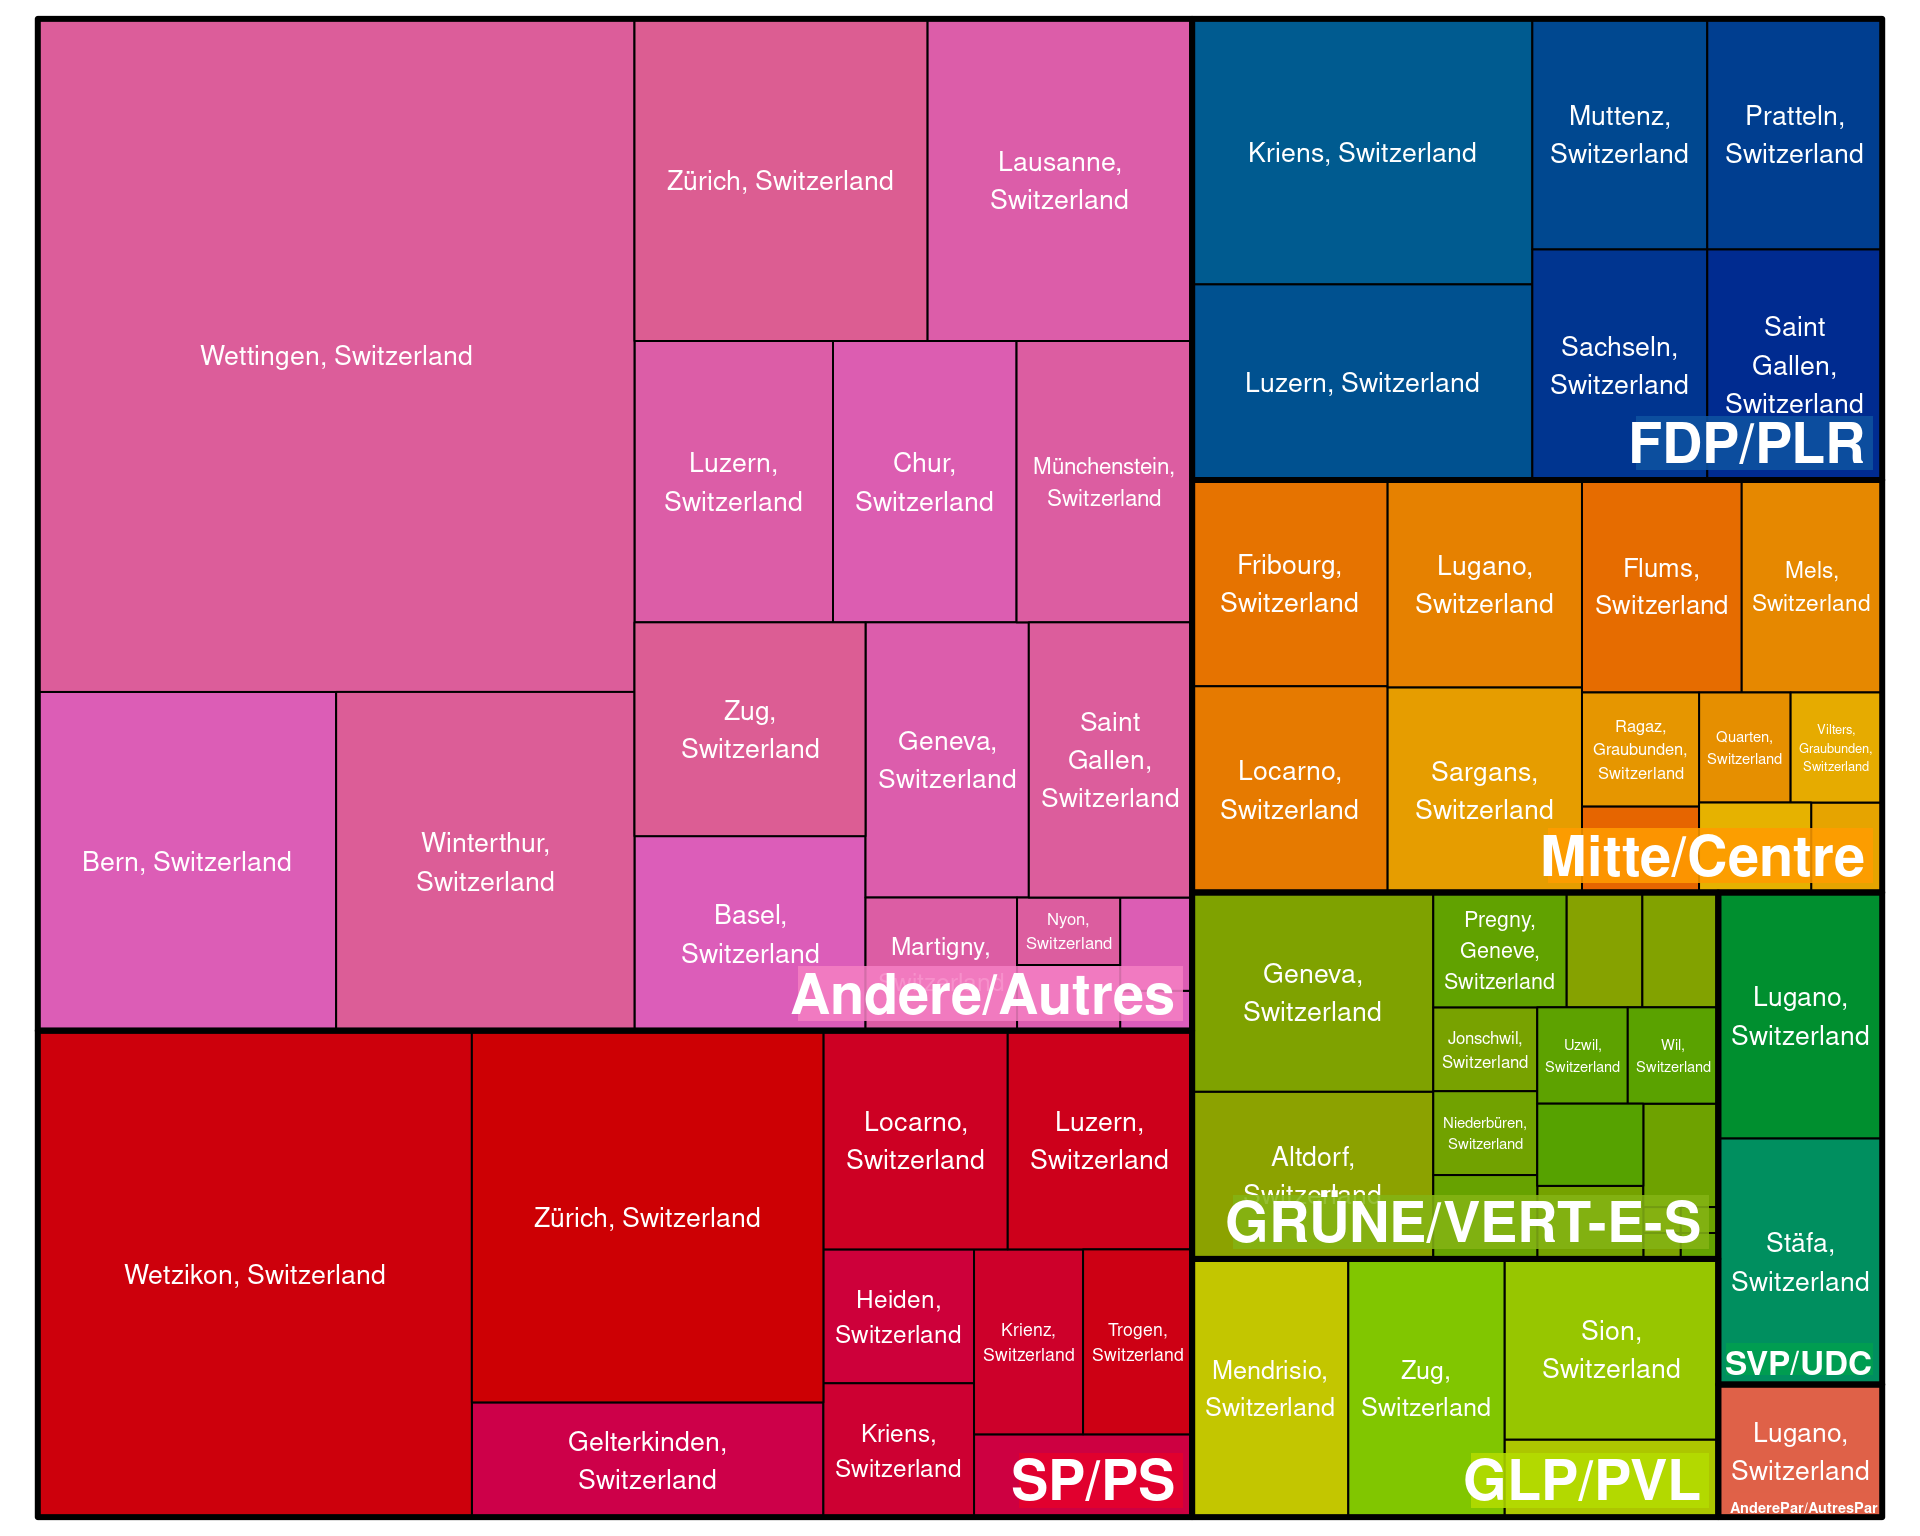 Wettingen, Switzerland
Zürich, Switzerland
Lausanne,
Switzerland
Luzern,
Switzerland
Chur,
Switzerland
Münchenstein,
Switzerland
Zug,
Switzerland
Geneva,
Switzerland
Saint
Gallen,
Switzerland
Bern, Switzerland
Winterthur,
Switzerland
Basel,
Switzerland
Martigny,
Switzerland
Nyon,
Switzerland
Andere/Autres
Kriens, Switzerland
Muttenz,
Switzerland
Pratteln,
Switzerland
Luzern, Switzerland
Sachseln,
Switzerland
Saint
Gallen,
Switzerland
FDP/PLR
Fribourg,
Switzerland
Lugano,
Switzerland
Flums,
Switzerland
Mels,
Switzerland
Locarno,
Switzerland
Sargans,
Switzerland
Ragaz,
Graubunden,
Switzerland
Quarten,
Switzerland
Vilters,
Graubunden,
Switzerland
Mitte/Centre
Wetzikon, Switzerland
Zürich, Switzerland
Locarno,
Switzerland
Luzern,
Switzerland
Heiden,
Switzerland
Krienz,
Switzerland
Trogen,
Switzerland
Gelterkinden,
Switzerland
Kriens,
Switzerland
SP/PS
Geneva,
Switzerland
Pregny,
Geneve,
Switzerland
Jonschwil,
Switzerland
Uzwil,
Switzerland
Wil,
Switzerland
Niederbüren,
Switzerland
Altdorf,
Switzerland
GRÜNE/VERT-E-S
Lugano,
Switzerland
Stäfa,
Switzerland
SVP/UDC
Mendrisio,
Switzerland
Zug,
Switzerland
Sion,
Switzerland
GLP/PVL
Lugano,
Switzerland
AnderePar/AutresPar